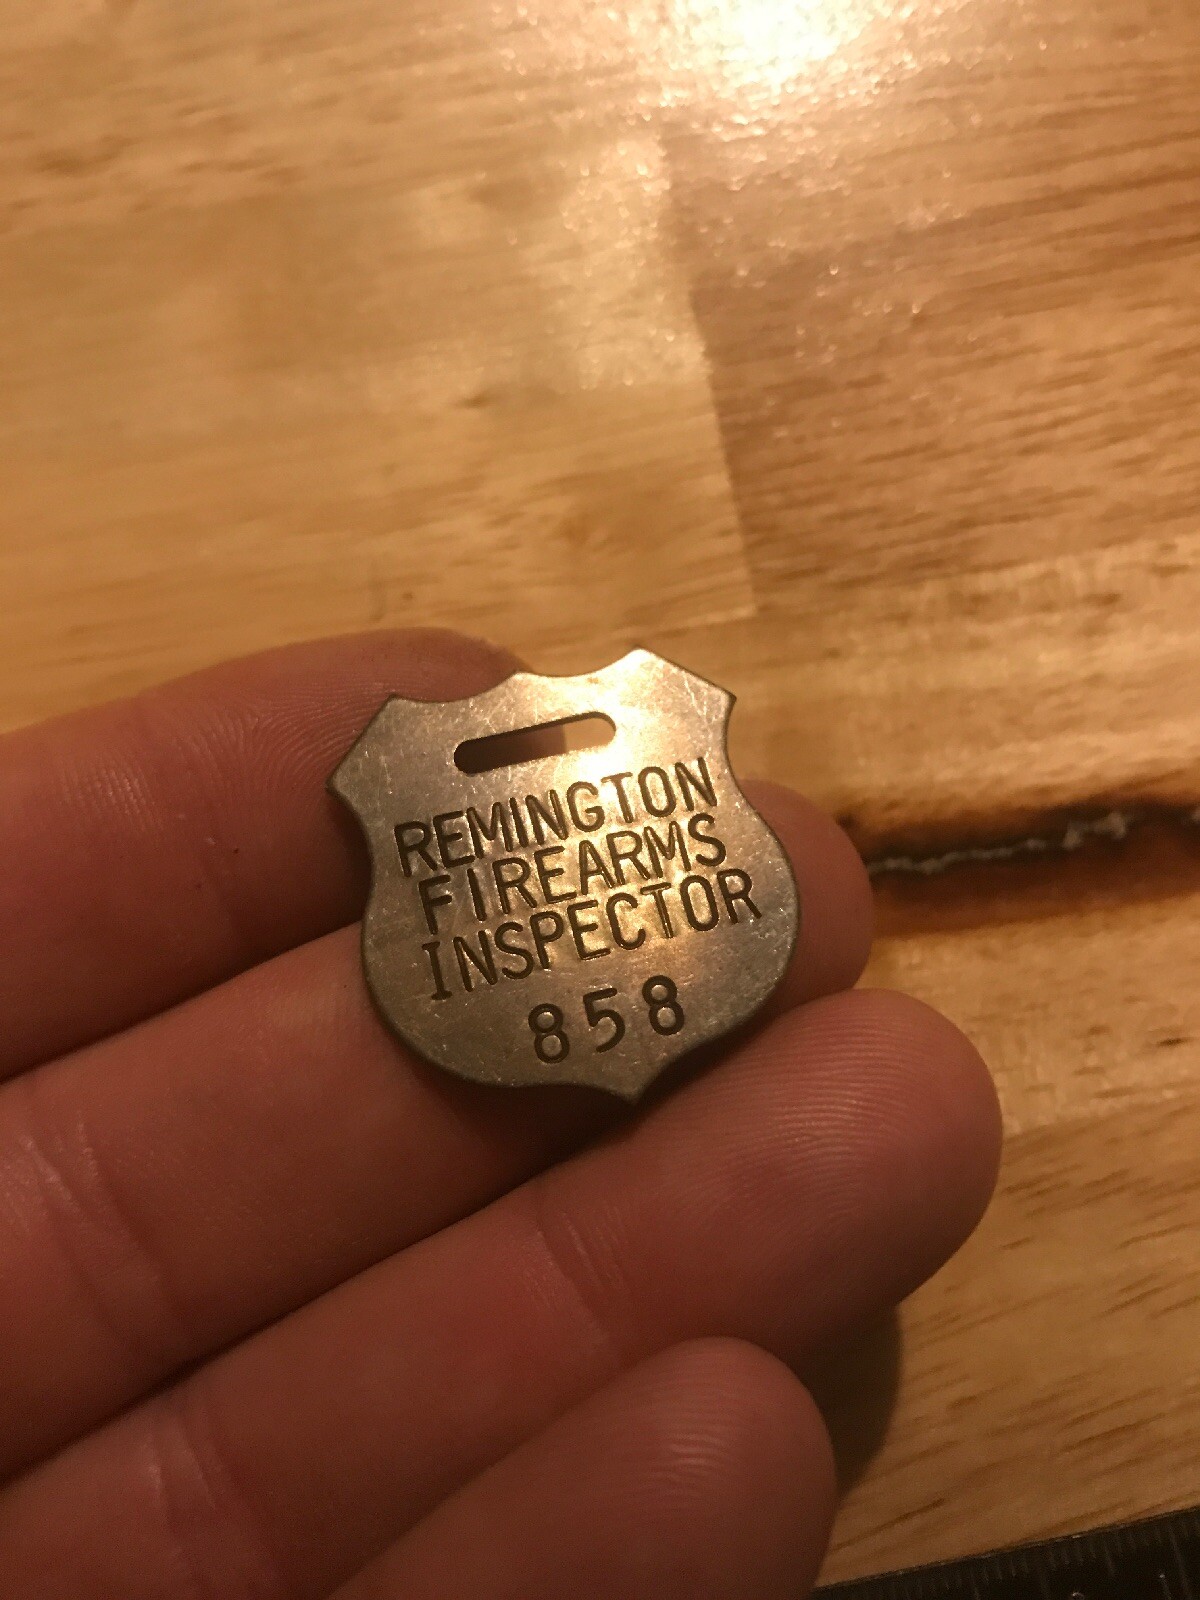 REMINGTON
FIREARMS
INSPECTOR
858